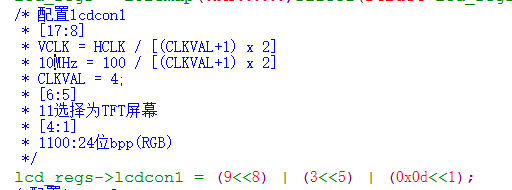 /* 配置lcdcon1
* [17:8]
* VCLK = HCLK / [(CLKVAL+1) x 2]
* 10MHz = 100 / [(CLKVAL+1) x 2]
* CLKVAL = 4;
* [6:5]
* 11选择为TFT屏幕
* [4:1]
* 1100:24位bpp(RGB)
*/
lcd_regs->lcdcon1 = (9<<8) | (3<<5) | (0x0d<<1);